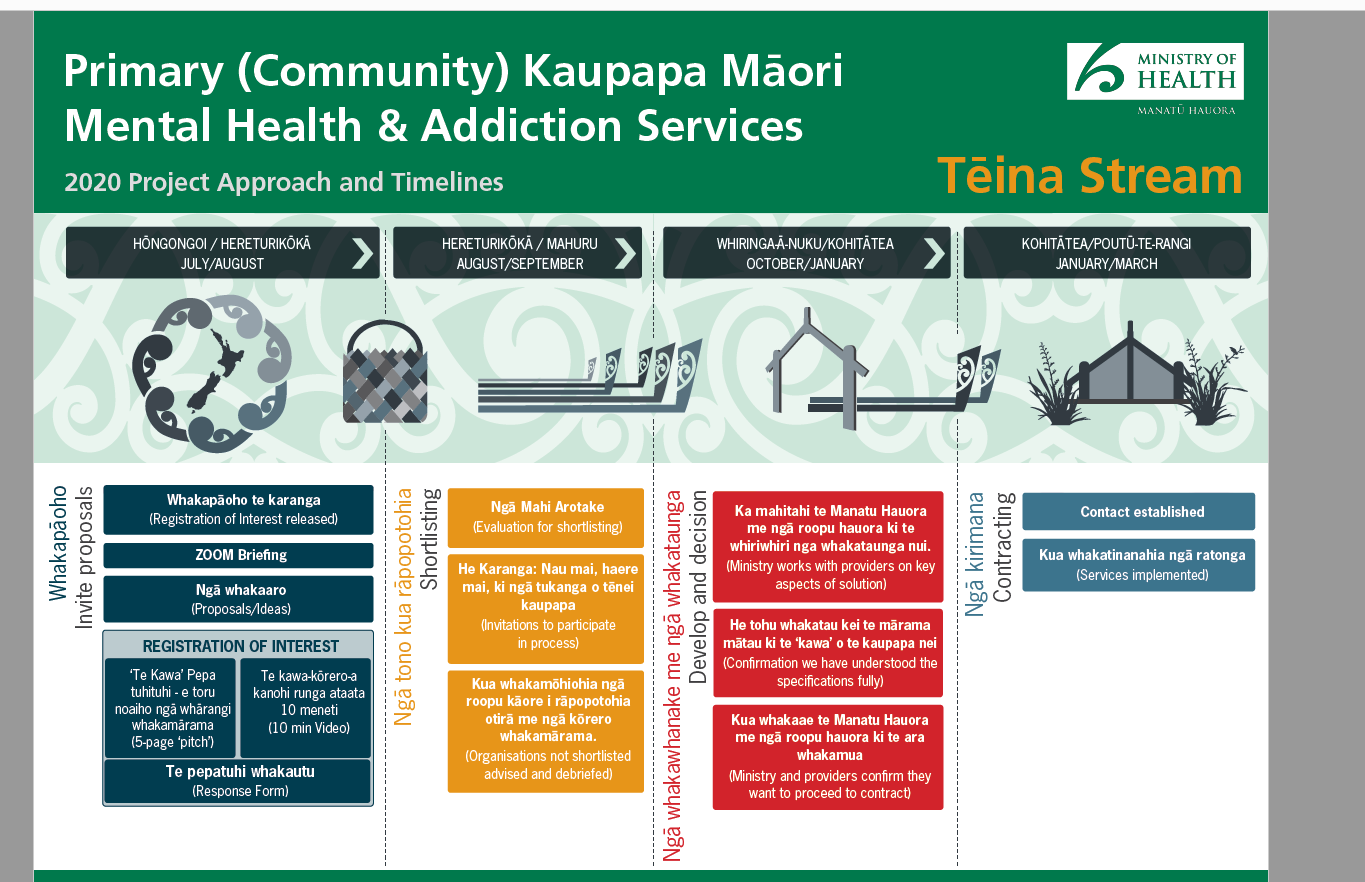 Primary (Community) Kaupapa Māori
Mental Health & Addiction Services
2020 Project Approach and Timelines
MINISTRY OF
HEALTH
MANATŪ HAUORA
Tēina Stream
HŌNGONGOI / HERETURIKŌKĀ
JULY/AUGUST
HERETURIKŌKĀ / MAHURU
AUGUST/SEPTEMBER
WHIRINGA-Ā-NUKU/KOHITĀTEA
OCTOBER/JANUARY
KOHITĀTEA/POUTŪ-TE-RANGI
JANUARY/MARCH
Whakapāoho
Invite proposals
Whakapāoho te karanga
(Registration of Interest released)
ZOOM Briefing
Ngā whakaaro
(Proposals/Ideas)
REGISTRATION OF INTEREST
‘Te Kawa’ Pepa
tuhituhi - e toru
noaiho ngā whārangi
whakamārama
(5-page ‘pitch’)
Te kawa-kōrero-a
kanohi runga ataata
10 meneti
(10 min Video)
Te pepatuhi whakautu
(Response Form)
Ngā tono kua rāpopotohia
Shortlisting
Ngā Mahi Arotake
(Evaluation for shortlisting)
He Karanga: Nau mai, haere
mai, ki ngā tukanga o tēnei
kaupapa
(Invitations to participate
in process)
Kua whakamōhiohia ngā
roopu kāore i rāpopotohia
otirā me ngā kōrero
whakamārama.
(Organisations not shortlisted
advised and debriefed)
Ngā whakawhanake me ngā whakataunga
Develop and decision
Ka mahitahi te Manatu Hauora
me ngā roopu hauora ki te
whiriwhiri nga whakataunga nui.
(Ministry works with providers on key
aspects of solution)
He tohu whakatau kei te mārama
mātau ki te ‘kawa’ o te kaupapa nei
(Confirmation we have understood the
specifications fully)
Kua whakaae te Manatu Hauora
me ngā roopu hauora ki te ara
whakamua
(Ministry and providers confirm they
want to proceed to contract)
Ngā kirimana
Contracting
Contact established
Kua whakatinanahia ngā ratonga
(Services implemented)